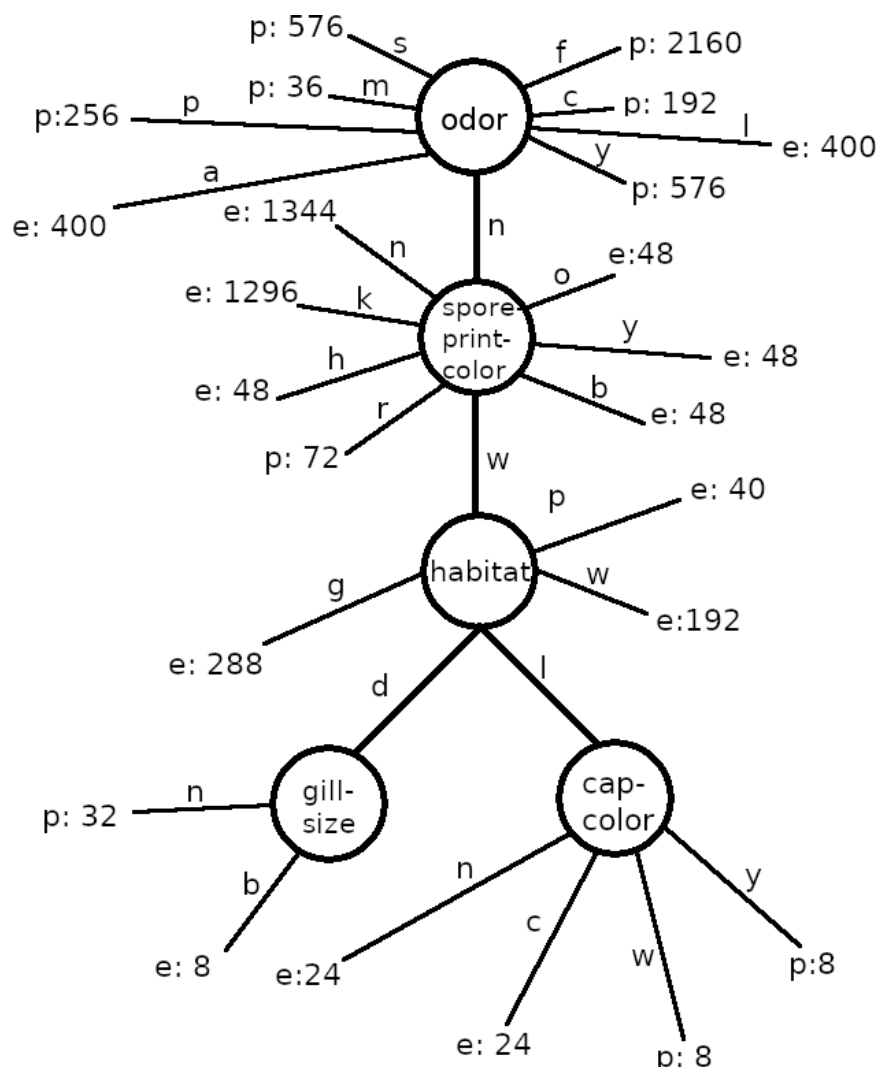 p: 576
s
f
p: 2160
p: 36
m
c
p: 192
p:256
p
odor
l
e: 400
a
y
p: 576
e: 400
e: 1344
n
n
o
e:48
e: 1296
k
spore-
print-
color
y
e: 48
h
e: 48
b
e: 48
r
p: 72
w
p
e: 40
habitat
g
w
e:192
e: 288
d
l
n
p: 32
gill-
size
cap-
color
b
e: 8
n
e:24
c
e: 24
w
p: 8
y
p:8